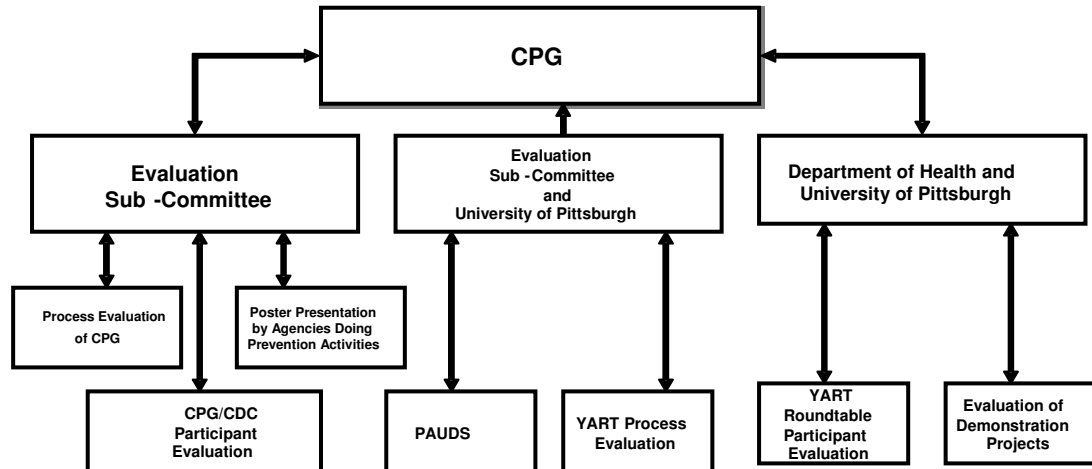 CPG
Evaluation
Sub -Committee
Evaluation
Sub -Committee
and
University of Pittsburgh
Department of Health and
University of Pittsburgh
Process Evaluation
of CPG
Poster Presentation
by Agencies Doing
Prevention Activities
CPG/CDC
Participant
Evaluation
PAUDS
YART Process
Evaluation
YART
Roundtable
Participant
Evaluation
Evaluation of
Demonstration
Projects